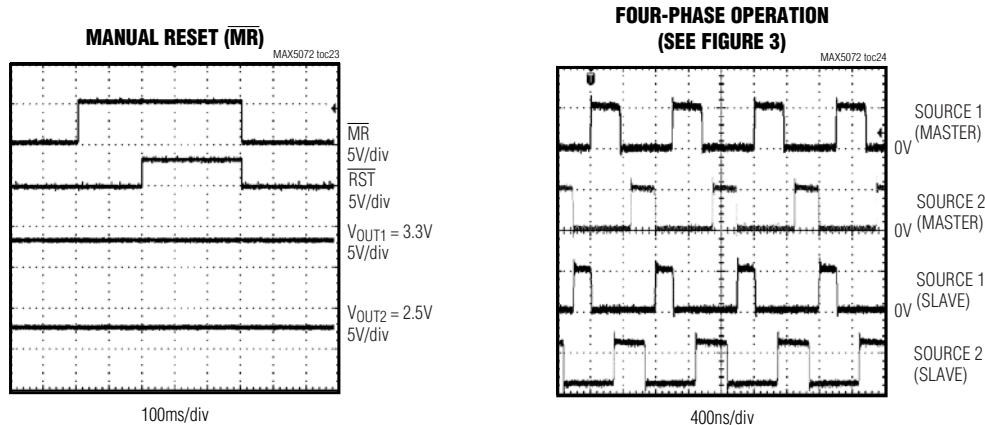 MANUAL RESET (MR)
MAX5072 toc23
MR
5V/div
RST
5V/div
VOUT1 = 3.3V
5V/div
VOUT2 = 2.5V
5V/div
100ms/div
FOUR-PHASE OPERATION
(SEE FIGURE 3)
MAX5072 toc24
SOURCE 1
(MASTER)
0V
SOURCE 2
(MASTER)
0V
SOURCE 1
(SLAVE)
0V
SOURCE 2
(SLAVE)
400ns/div